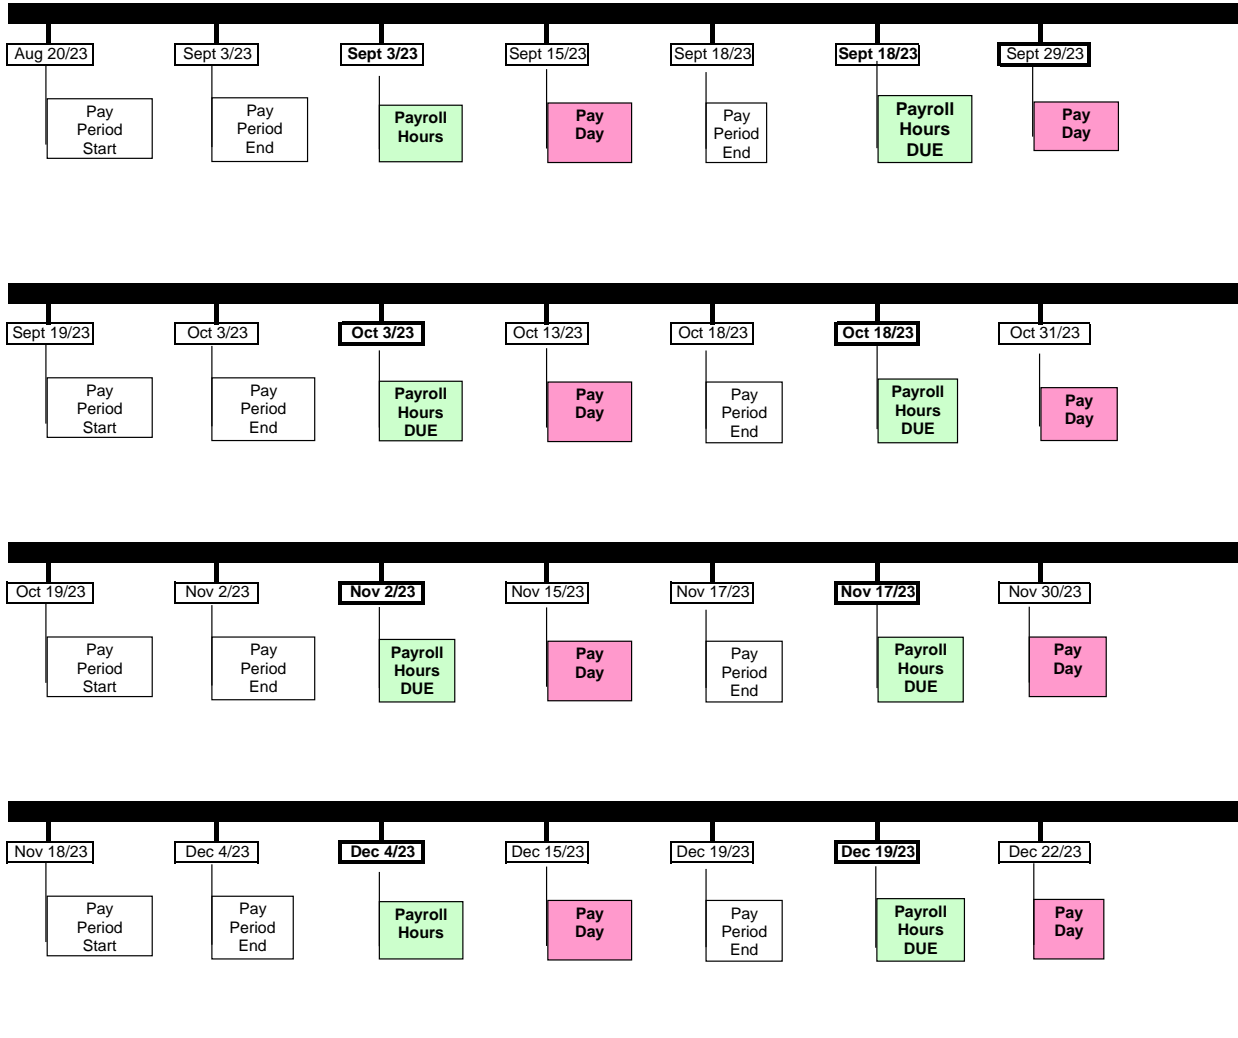 Aug 20/23
Sept 3/23
Sept 3/23
Sept 15/23
Sept 18/23
Sept 18/23
Sept 29/23
Pay
Period
Start
Pay
Period
End
Payroll
Hours
Pay
Day
Pay
Period
End
Payroll
Hours
DUE
Pay
Day
Sept 19/23
Oct 3/23
Oct 3/23
Oct 13/23
Oct 18/23
Oct 18/23
Oct 31/23
Pay
Period
Start
Pay
Period
End
Payroll
Hours
DUE
Pay
Day
Pay
Period
End
Payroll
Hours
DUE
Pay
Day
Oct 19/23
Nov 2/23
Nov 2/23
Nov 15/23
Nov 17/23
Nov 17/23
Nov 30/23
Pay
Period
Start
Pay
Period
End
Payroll
Hours
DUE
Pay
Day
Pay
Period
End
Payroll
Hours
DUE
Pay
Day
Nov 18/23
Dec 4/23
Dec 4/23
Dec 15/23
Dec 19/23
Dec 19/23
Dec 22/23
Pay
Period
Start
Pay
Period
End
Payroll
Hours
Pay
Day
Pay
Period
End
Payroll
Hours
DUE
Pay
Day